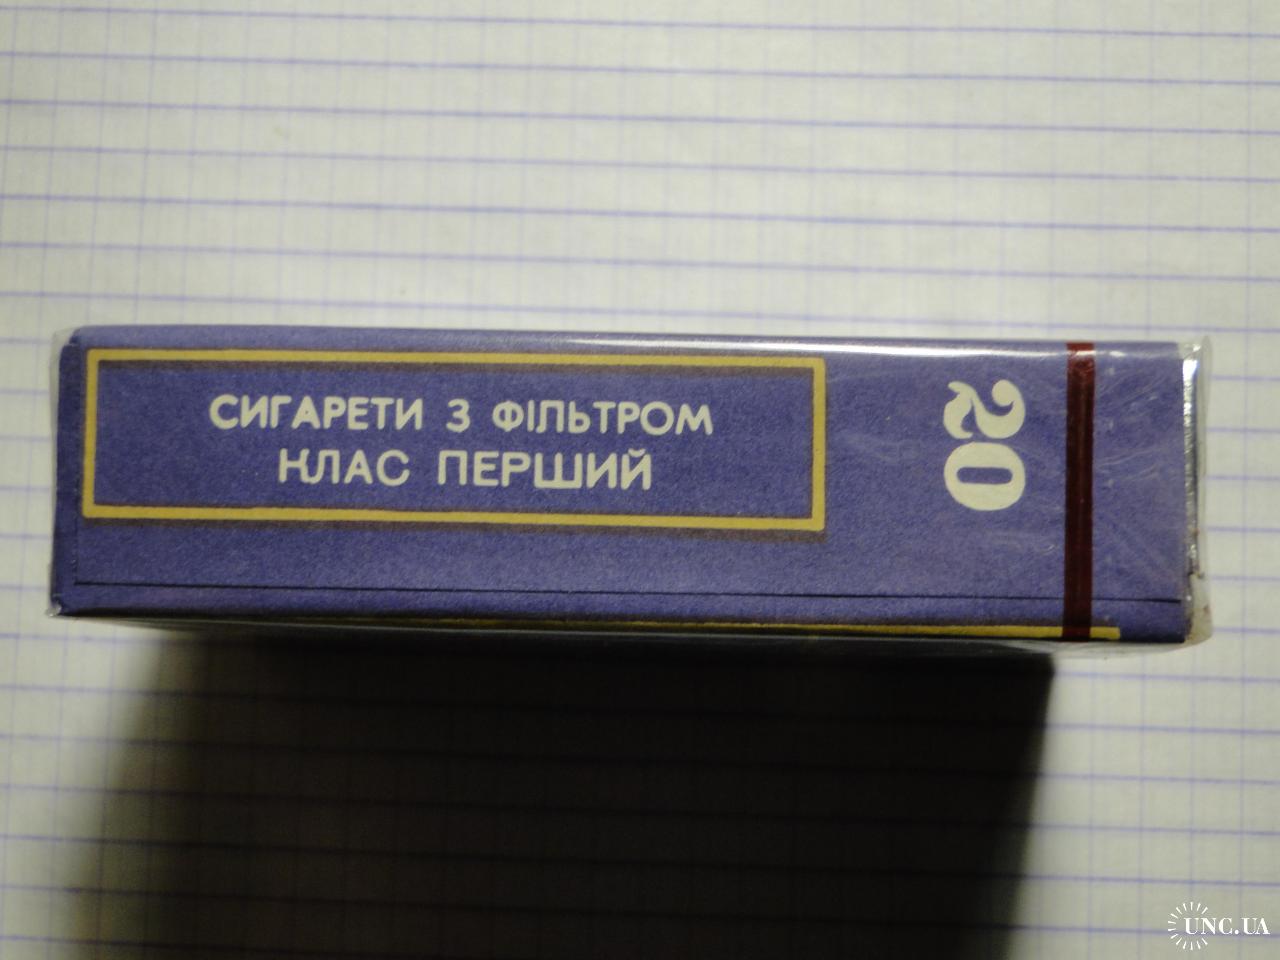 СИГАРЕТИ З ФІЛЬТРОМ
КЛАС ПЕРШИЙ
20
UNC.UA